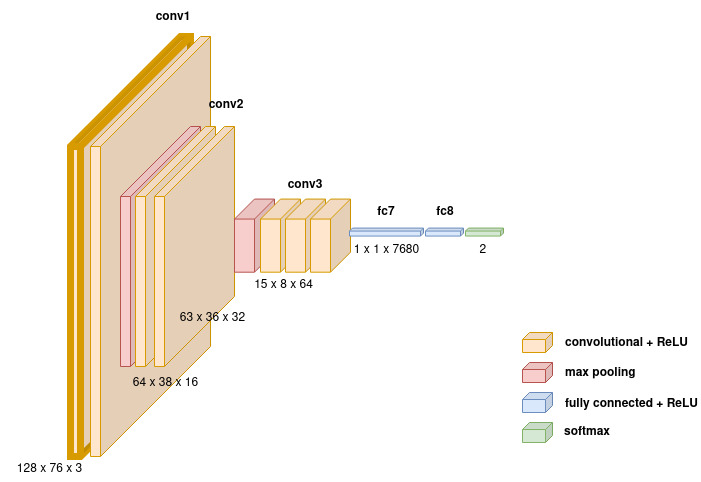 conv1
conv2
conv3
fc7
fc8
1 x 1 x 7680
2
15 x 8 x 64
63 x 36 x 32
64 x 38 x 16
128 x 76 x 3
convolutional + ReLU
max pooling
fully connected + ReLU
softmax